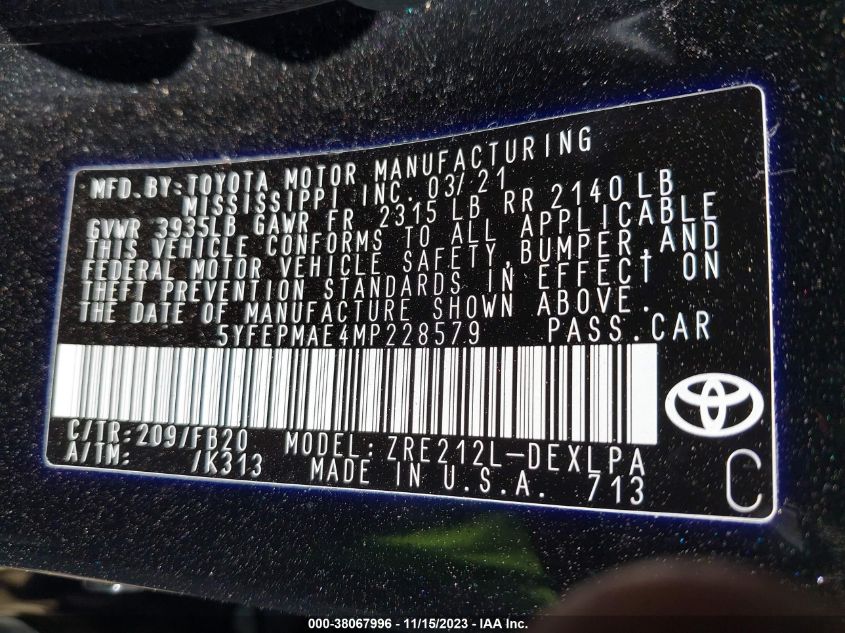 MFD.BY:TOYOTA MOTOR MANUFACTURING
MISSISSIPPI INC. 03/21
GVWR 3935LB GAWR FR 2315 LB RR 2140 LB
THIS VEHICLE CONFORMS TO ALL APPLICABLE
FEDERAL MOTOR VEHICLE SAFETY,BUMPER,AND
THEFT PREVENTION STANDARDS IN EFFECT ON
THE DATE OF MANUFACTURE SHOWN ABOVE.
5YFEPMAE4MP228579 PASS.CAR
C/TR:209/FB20 MODEL:ZRE212L-DEXLPA
A/TM: /K313 MADE IN U.S.A. 713
C
000-38067996 - 11/15/2023 - IAA Inc.